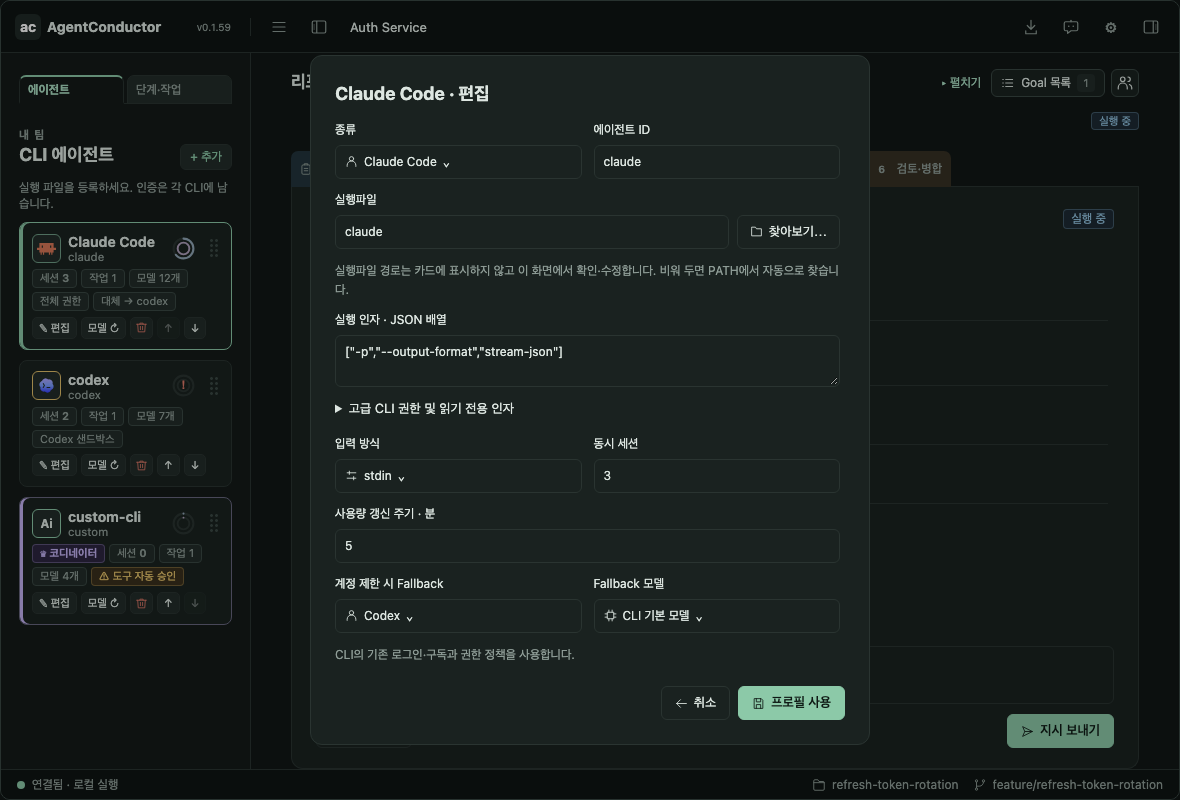 ac AgentConductor v0.1.59 Auth Service
에이전트 단계·작업
내 팀
CLI 에이전트
+ 추가
실행 파일을 등록하세요. 인증은 각 CLI에 남
습니다.
Claude Code
claude
세션 3 작업 1 모델 12개
전체 권한 대체 → codex
✎ 편집 모델 ↻ ↑ ↓
codex
codex
!
세션 2 작업 1 모델 7개
Codex 샌드박스
✎ 편집 모델 ↻ ↑ ↓
Ai
custom-cli
custom
코디네이터 세션 0 작업 1
모델 4개 ⚠ 도구 자동 승인
✎ 편집 모델 ↻ ↑ ↓
▸ 펼치기 Goal 목록 1
실행 중
6 검토·병합
실행 중
Claude Code · 편집
종류 에이전트 ID
Claude Code claude
실행파일
claude 찾아보기...
실행파일 경로는 카드에 표시하지 않고 이 화면에서 확인·수정합니다. 비워 두면 PATH에서 자동으로 찾습니
다.
실행 인자 · JSON 배열
["-p","--output-format","stream-json"]
▶ 고급 CLI 권한 및 읽기 전용 인자
입력 방식 동시 세션
stdin 3
사용량 갱신 주기 · 분
5
계정 제한 시 Fallback Fallback 모델
Codex CLI 기본 모델
CLI의 기존 로그인·구독과 권한 정책을 사용합니다.
← 취소 프로필 사용
지시 보내기
연결됨 · 로컬 실행 refresh-token-rotation feature/refresh-token-rotation